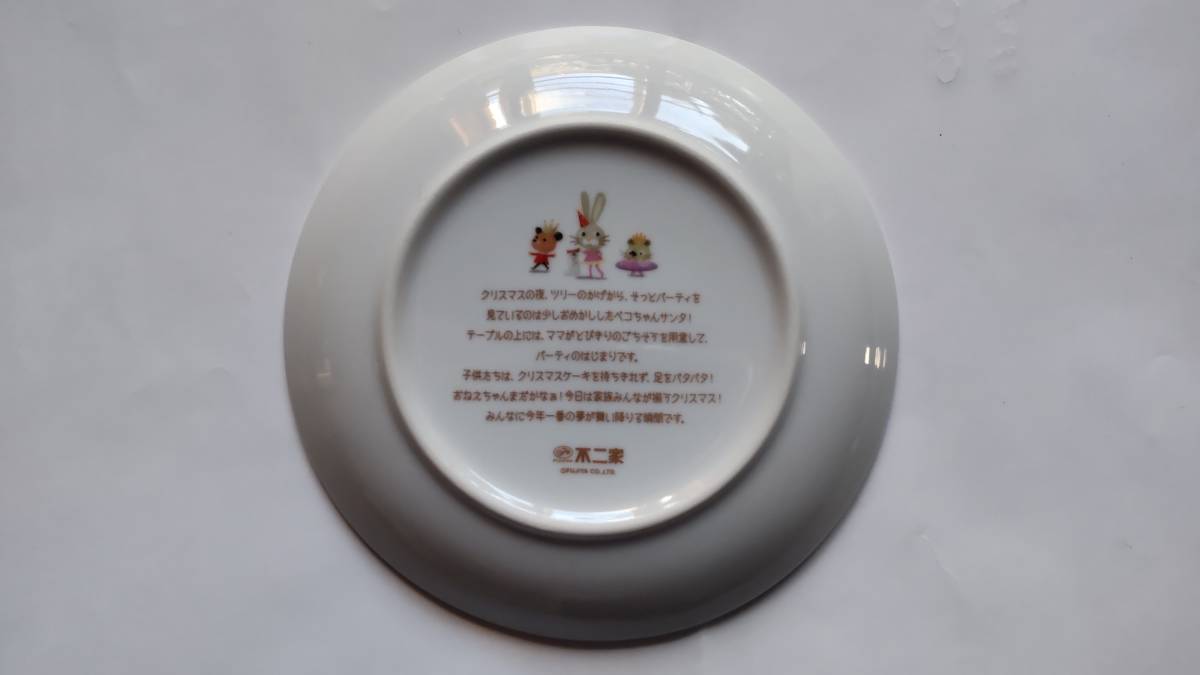 クリスマスの夜、ツリーのかげから、そっとパーティを
見ているのは少しおめかししたペコちゃんサンタ!
テーブルの上には、ママがとびきりのごちそうを用意して、
パーティのはじまりです。
子供たちは、クリスマスケーキを待ちきれず、足をパタパタ!
おねえちゃんまだかなぁ!今日は家族みんなが揃うクリスマス!
みんなに今年一番の夢が舞い降りる瞬間です。
不二家
©FUJIYA CO.,LTD.